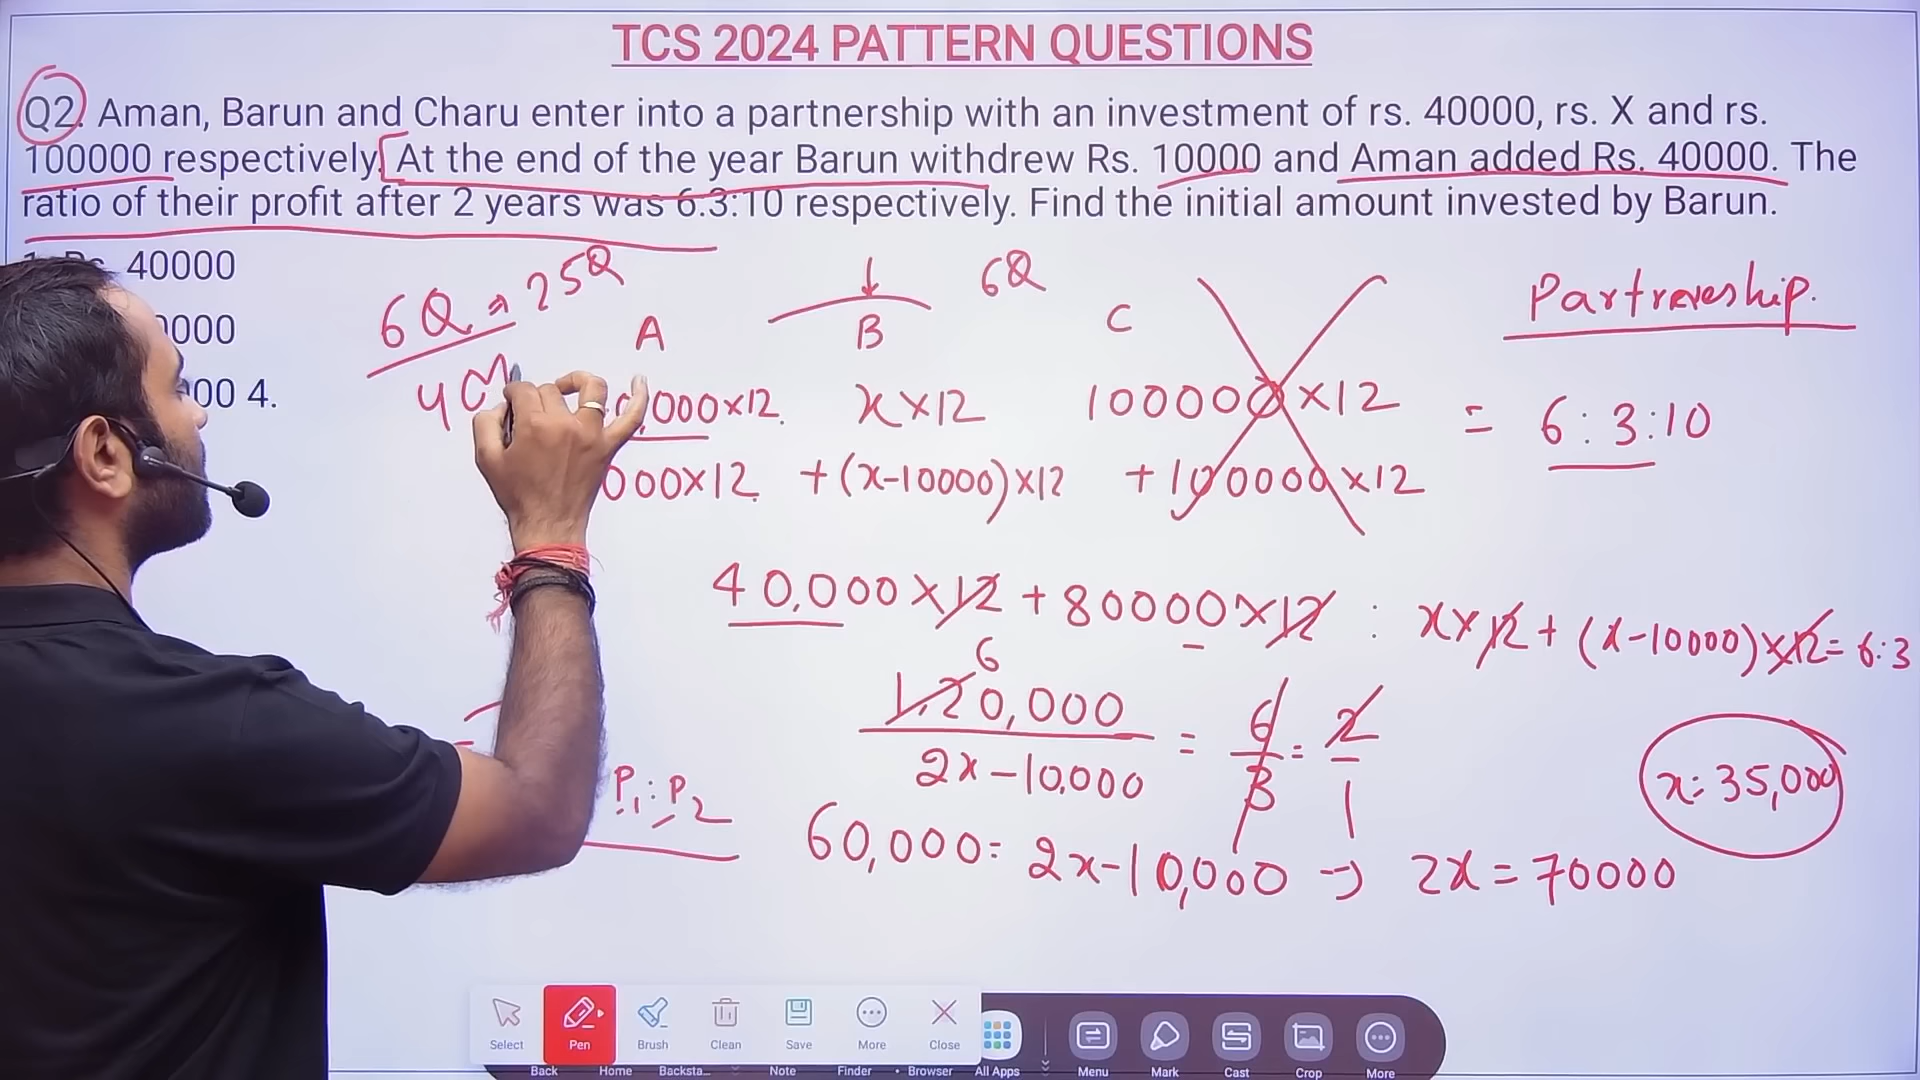 TCS 2024 PATTERN QUESTIONS
Q2. Aman, Barun and Charu enter into a partnership with an investment of rs. 40000, rs. X and rs.
100000 respectively. At the end of the year Barun withdrew Rs. 10000 and Aman added Rs. 40000. The
ratio of their profit after 2 years was 6:3:10 respectively. Find the initial amount invested by Barun.
40000
000
00 4.
6Q → 25Q
6Q
Partnership.
A
B
C
,000×12
x×12
100000×12
= 6:3:10
000×12
+(x-10000)×12
+100000×12
40,000×12 + 80000×12 : x×12 + (x-10000)×12 = 6:3
6
1,20,000
2x-10,000
= 6/3 = 2/1
x: 35,000
P1:P2
60,000 = 2x-10,000 → 2x = 70000
Select
Pen
Brush
Clean
Save
More
Close
Back
Home
Backsta...
Note
Finder
Browser
All Apps
Menu
Mark
Cast
Crop
More